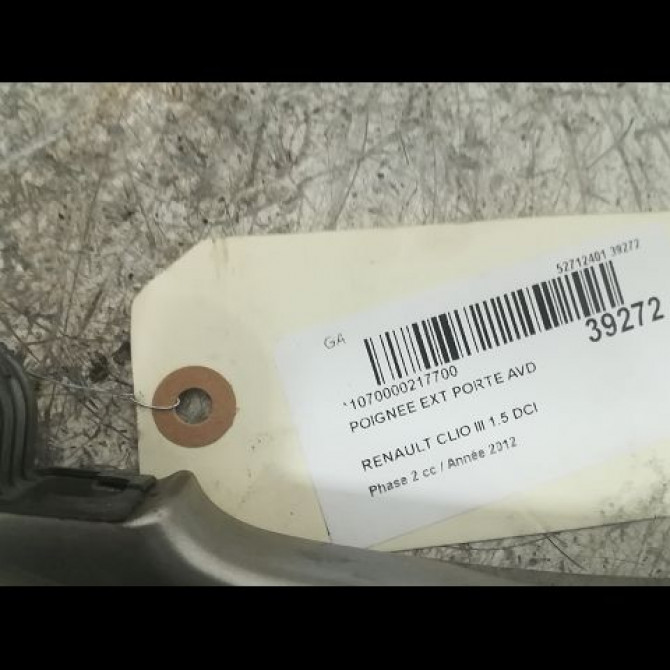 52712401 39272
GA
39272
*1070000217700
POIGNEE EXT PORTE AVD
RENAULT CLIO III 1.5 DCI
Phase 2 cc / Année 2012